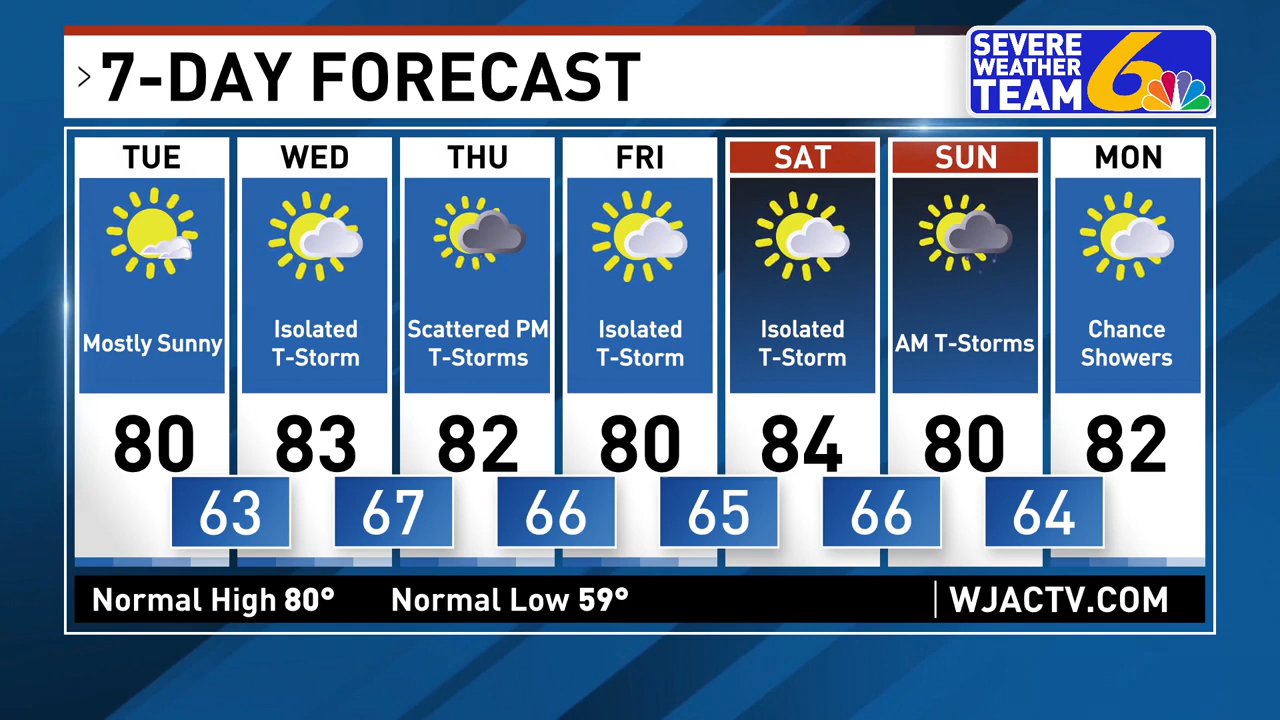 > 7-DAY FORECAST
SEVERE
WEATHER
TEAM 6
TUE WED THU FRI SAT SUN MON
Mostly Sunny
Isolated
T-Storm
Scattered PM
T-Storms
Isolated
T-Storm
Isolated
T-Storm
AM T-Storms
Chance
Showers
80 83 82 80 84 80 82
63 67 66 65 66 64
Normal High 80° Normal Low 59° | WJACTV.COM